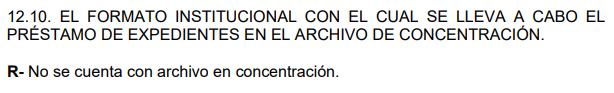 12.10. EL FORMATO INSTITUCIONAL CON EL CUAL SE LLEVA A CABO EL
PRÉSTAMO DE EXPEDIENTES EN EL ARCHIVO DE CONCENTRACIÓN.
R- No se cuenta con archivo en concentración.